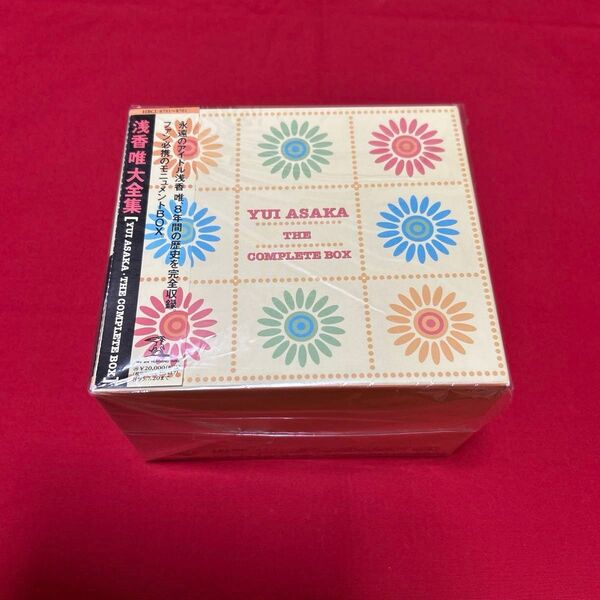 浅香 唯 大全集
[YUI ASAKA・THE COMPLETE BOX]
永遠のアイドル浅香 唯 8年間の歴史を完全収録
ファン必携のモニュメントBOX
YUI ASAKA
THE
COMPLETE BOX